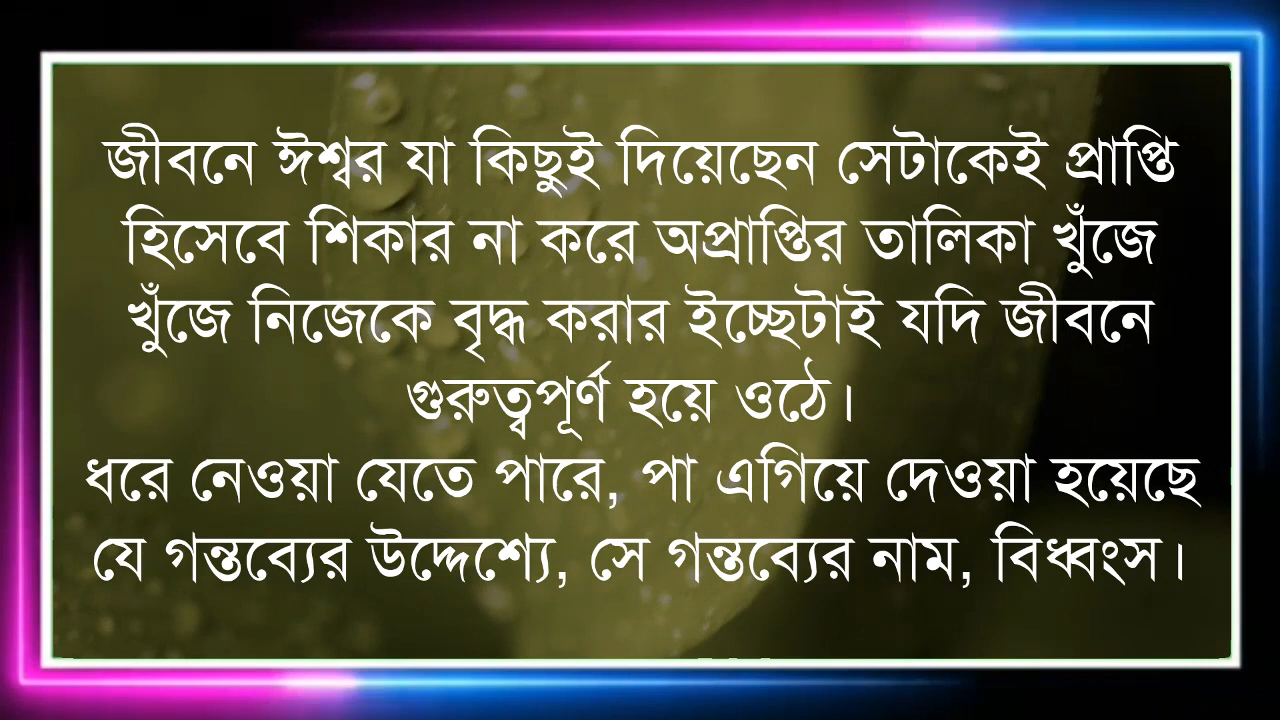 জীবনে ঈশ্বর যা কিছুই দিয়েছেন সেটাকেই প্রাপ্তি
হিসেবে শিকার না করে অপ্রাপ্তির তালিকা খুঁজে
খুঁজে নিজেকে বৃদ্ধ করার ইচ্ছেটাই যদি জীবনে
গুরুত্বপূর্ণ হয়ে ওঠে।
ধরে নেওয়া যেতে পারে, পা এগিয়ে দেওয়া হয়েছে
যে গন্তব্যের উদ্দেশ্যে, সে গন্তব্যের নাম, বিধ্বংস।